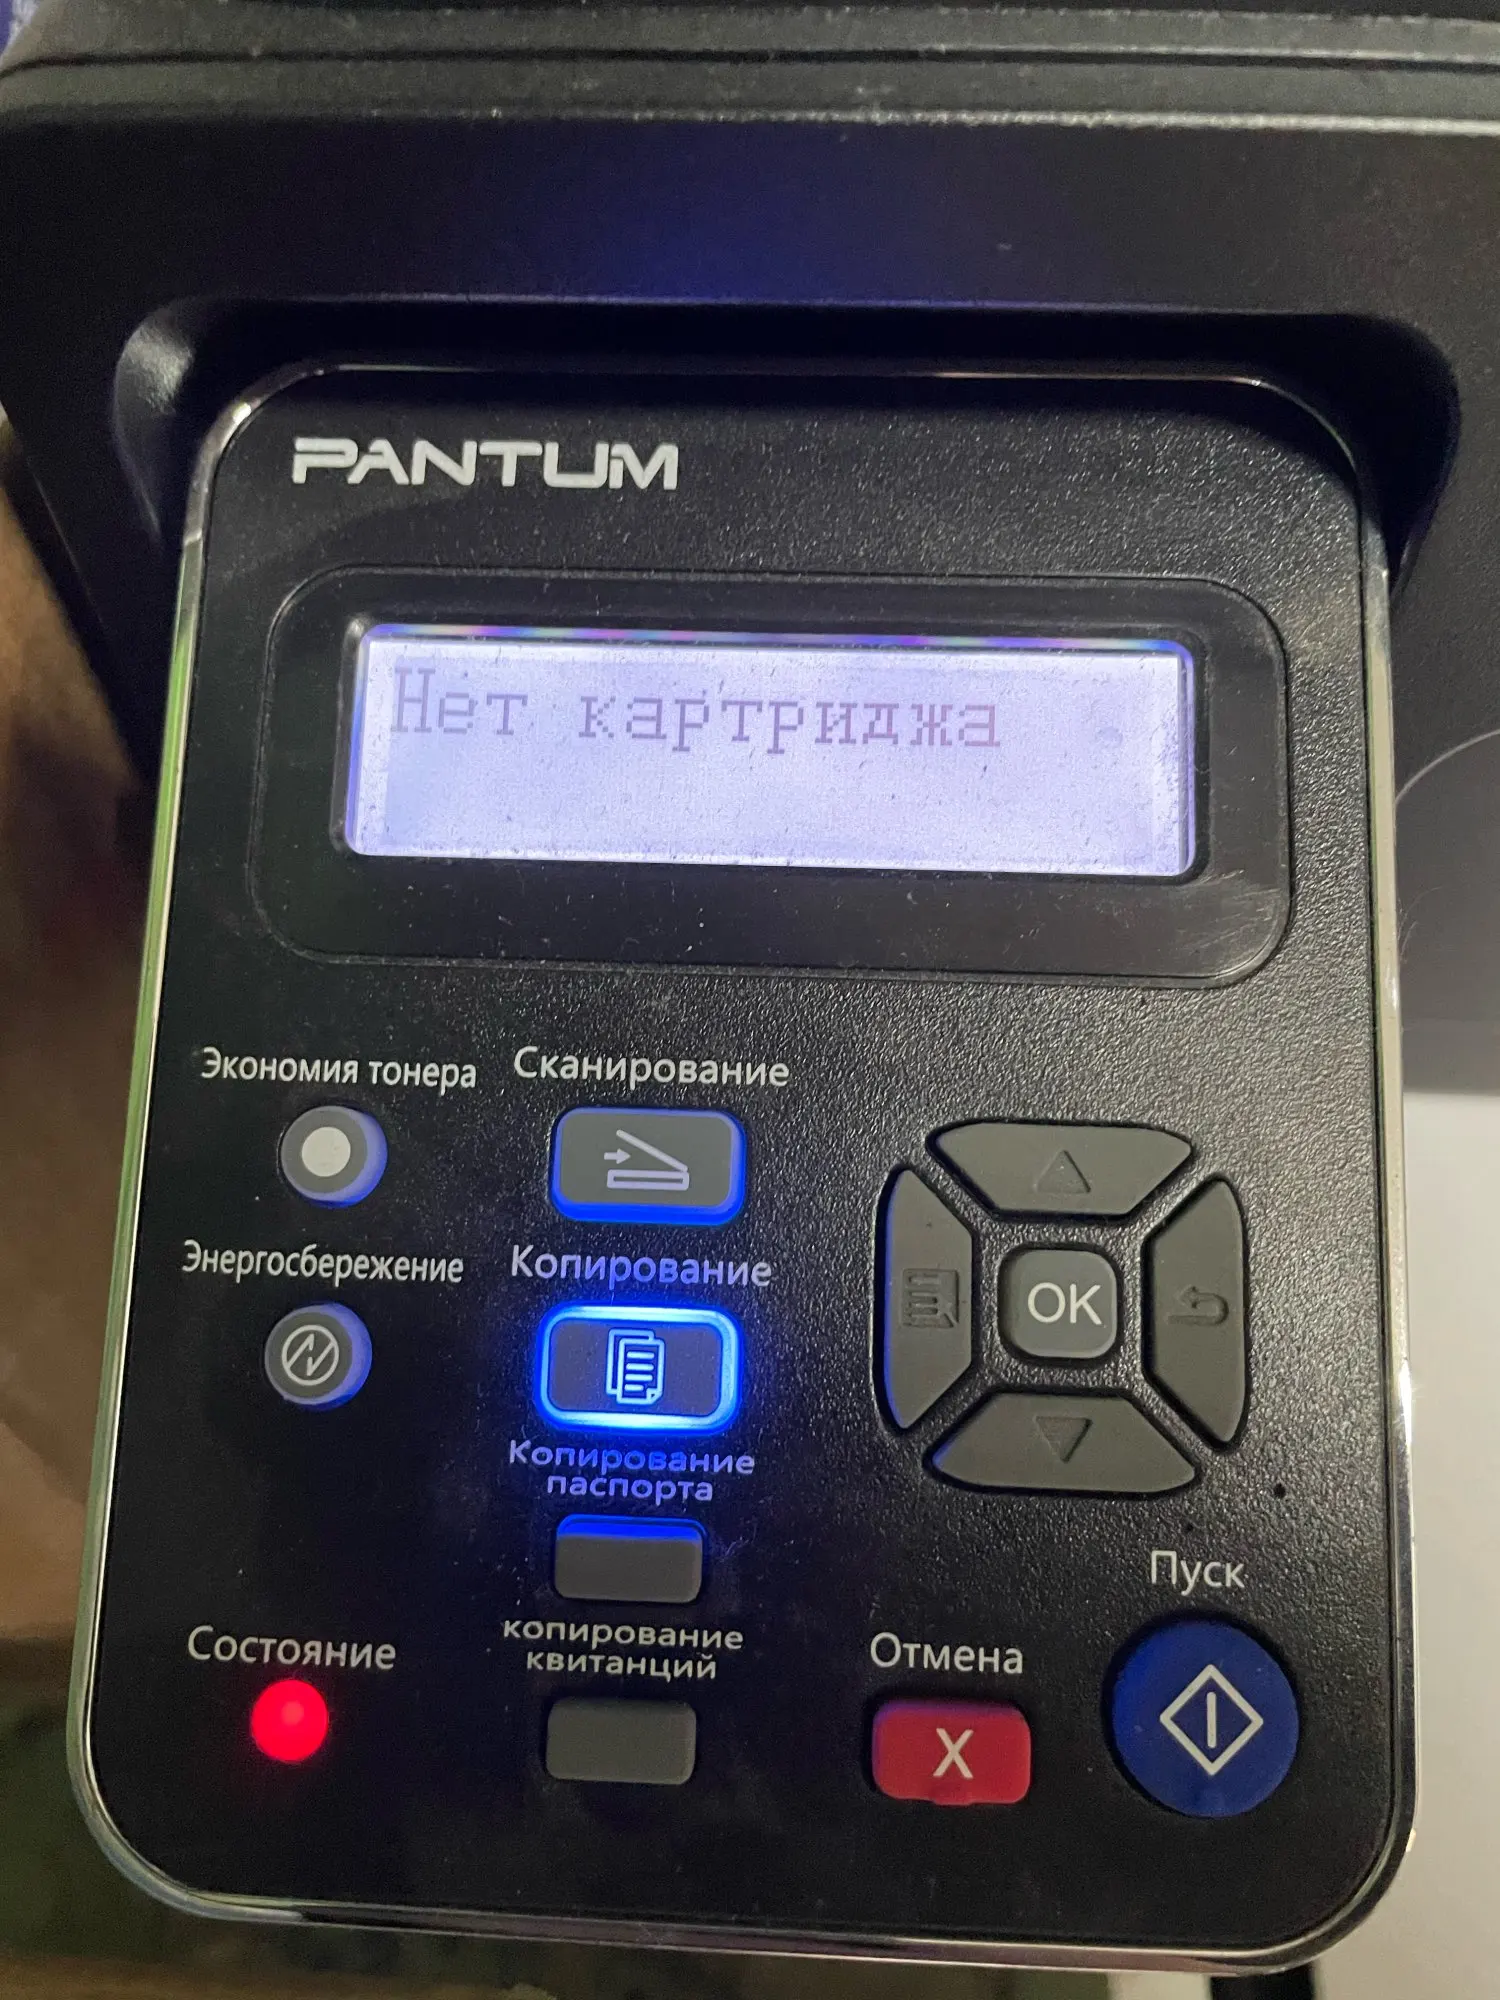 PANTUM
Нет картриджа
Экономия тонера
Сканирование
Энергосбережение
Копирование
OK
Копирование
паспорта
Пуск
Состояние
копирование
квитанций
Отмена
X